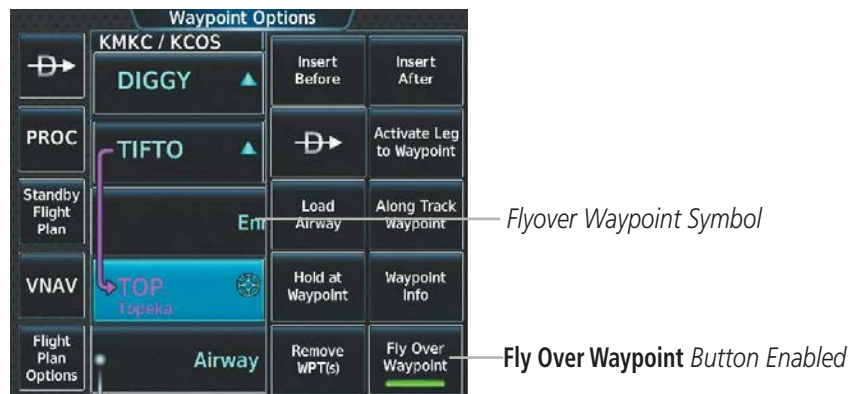 Waypoint Options
KMKC / KCOS
D
PROC
Standby
Flight
Plan
VNAV
Flight
Plan
Options
DIGGY
TIFTO
Enr
TOP
Topeka
Airway
Insert
Before
Insert
After
D
Activate Leg
to Waypoint
Load
Airway
Along Track
Waypoint
Hold at
Waypoint
Waypoint
Info
Remove
WPT(s)
Fly Over
Waypoint
Flyover Waypoint Symbol
Fly Over Waypoint Button Enabled